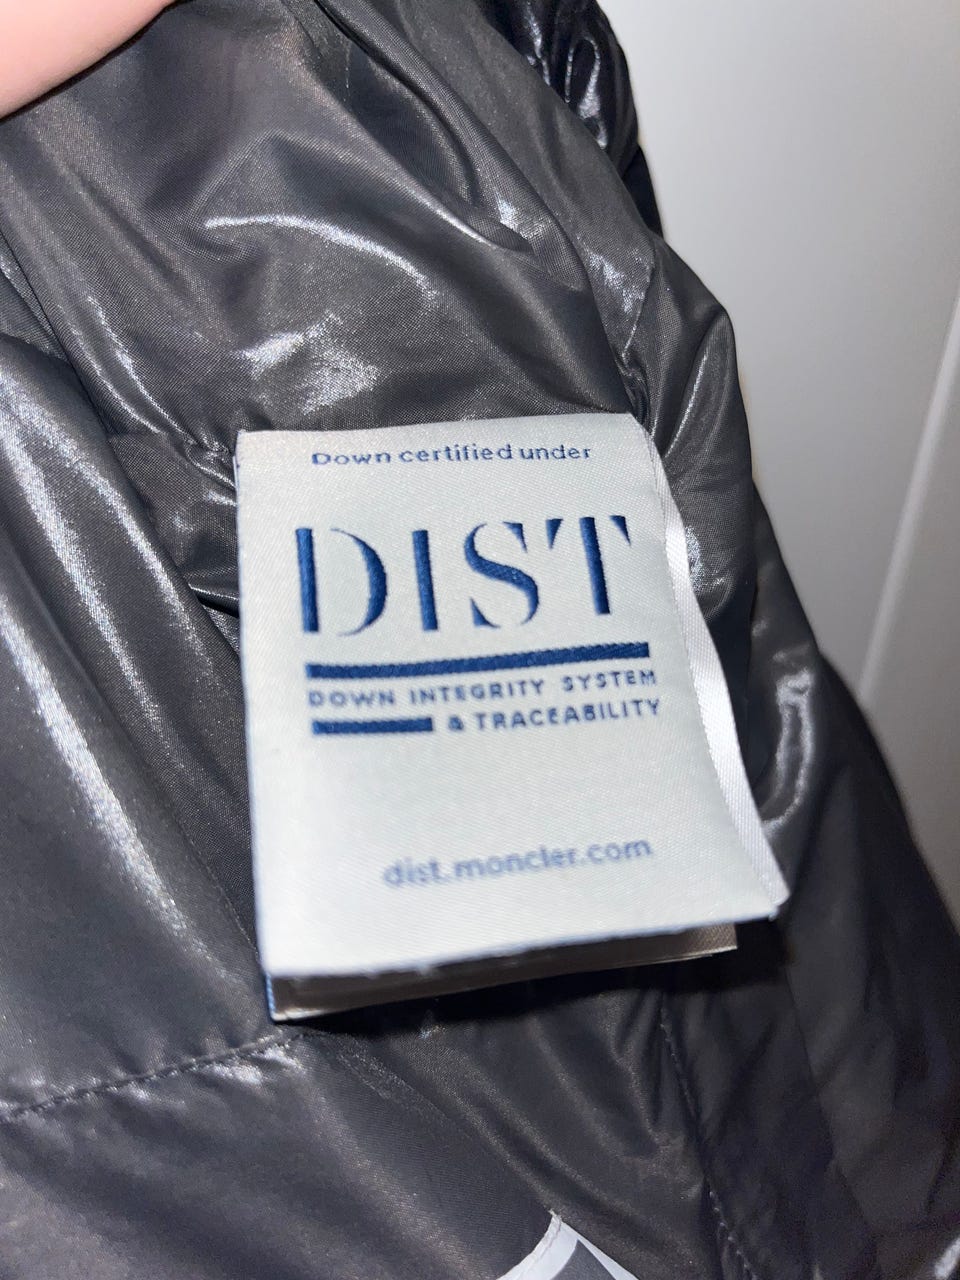 Down certified under
DIST
DOWN INTEGRITY SYSTEM
& TRACEABILITY
dist.moncler.com